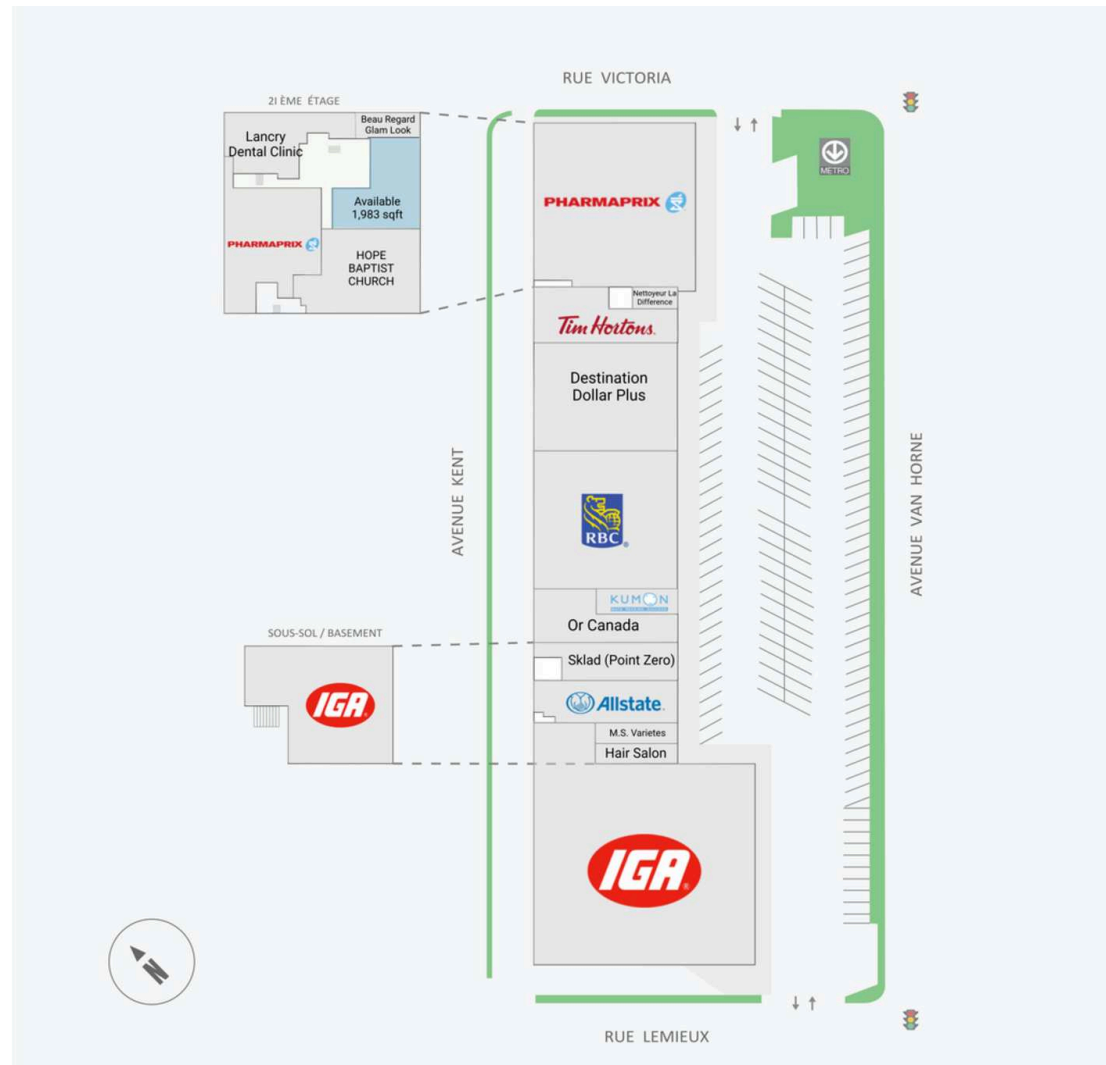 RUE VICTORIA
2I ÈME ÉTAGE
Lancry
Dental Clinic
Beau Regard
Glam Look
Available
1,983 sqft
PHARMAPRIX
HOPE
BAPTIST
CHURCH
PHARMAPRIX
METRO
Nettoyeur La
Difference
Tim Hortons.
Destination
Dollar Plus
AVENUE KENT
AVENUE VAN HORNE
RBC
KUMON
Or Canada
SOUS-SOL / BASEMENT
IGA
Sklad (Point Zero)
Allstate.
M.S. Varietes
Hair Salon
IGA
N
RUE LEMIEUX